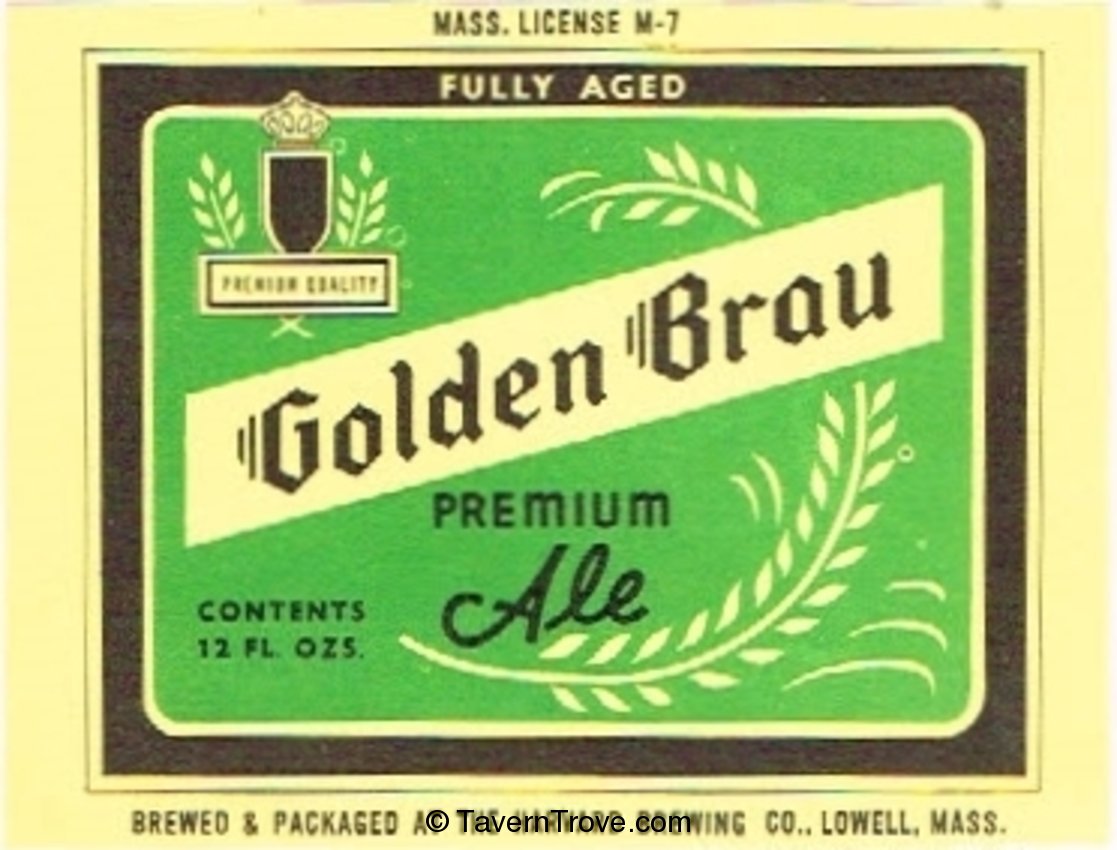 MASS. LICENSE M-7
FULLY AGED
PREMIUM QUALITY
Golden Brau
PREMIUM
Ale
CONTENTS
12 FL. OZS.
BREWED & PACKAGED CO., LOWELL, MASS.
© TavernTrove.com